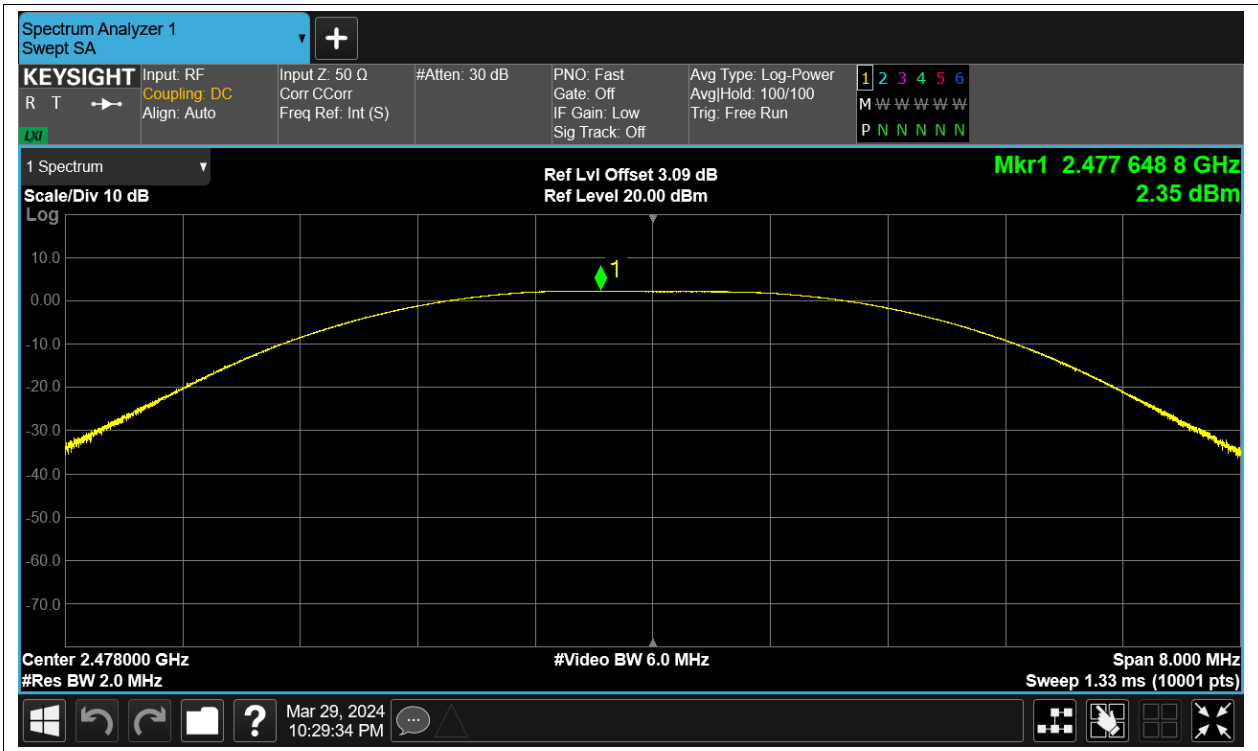 Spectrum Analyzer 1
Swept SA
▼
+
KEYSIGHT
R T
LXI
Input: RF
Coupling: DC
Align: Auto
Input Z: 50 Ω
Corr CCorr
Freq Ref: Int (S)
#Atten: 30 dB
PNO: Fast
Gate: Off
IF Gain: Low
Sig Track: Off
Avg Type: Log-Power
Avg|Hold: 100/100
Trig: Free Run
1 2 3 4 5 6
M W W W W W
P N N N N N
1 Spectrum ▼
Scale/Div 10 dB
Log
Ref Lvl Offset 3.09 dB
Ref Level 20.00 dBm
Mkr1 2.477 648 8 GHz
2.35 dBm
10.0
0.00
-10.0
-20.0
-30.0
-40.0
-50.0
-60.0
-70.0
1
Center 2.478000 GHz
#Res BW 2.0 MHz
#Video BW 6.0 MHz
Span 8.000 MHz
Sweep 1.33 ms (10001 pts)
?
Mar 29, 2024
10:29:34 PM